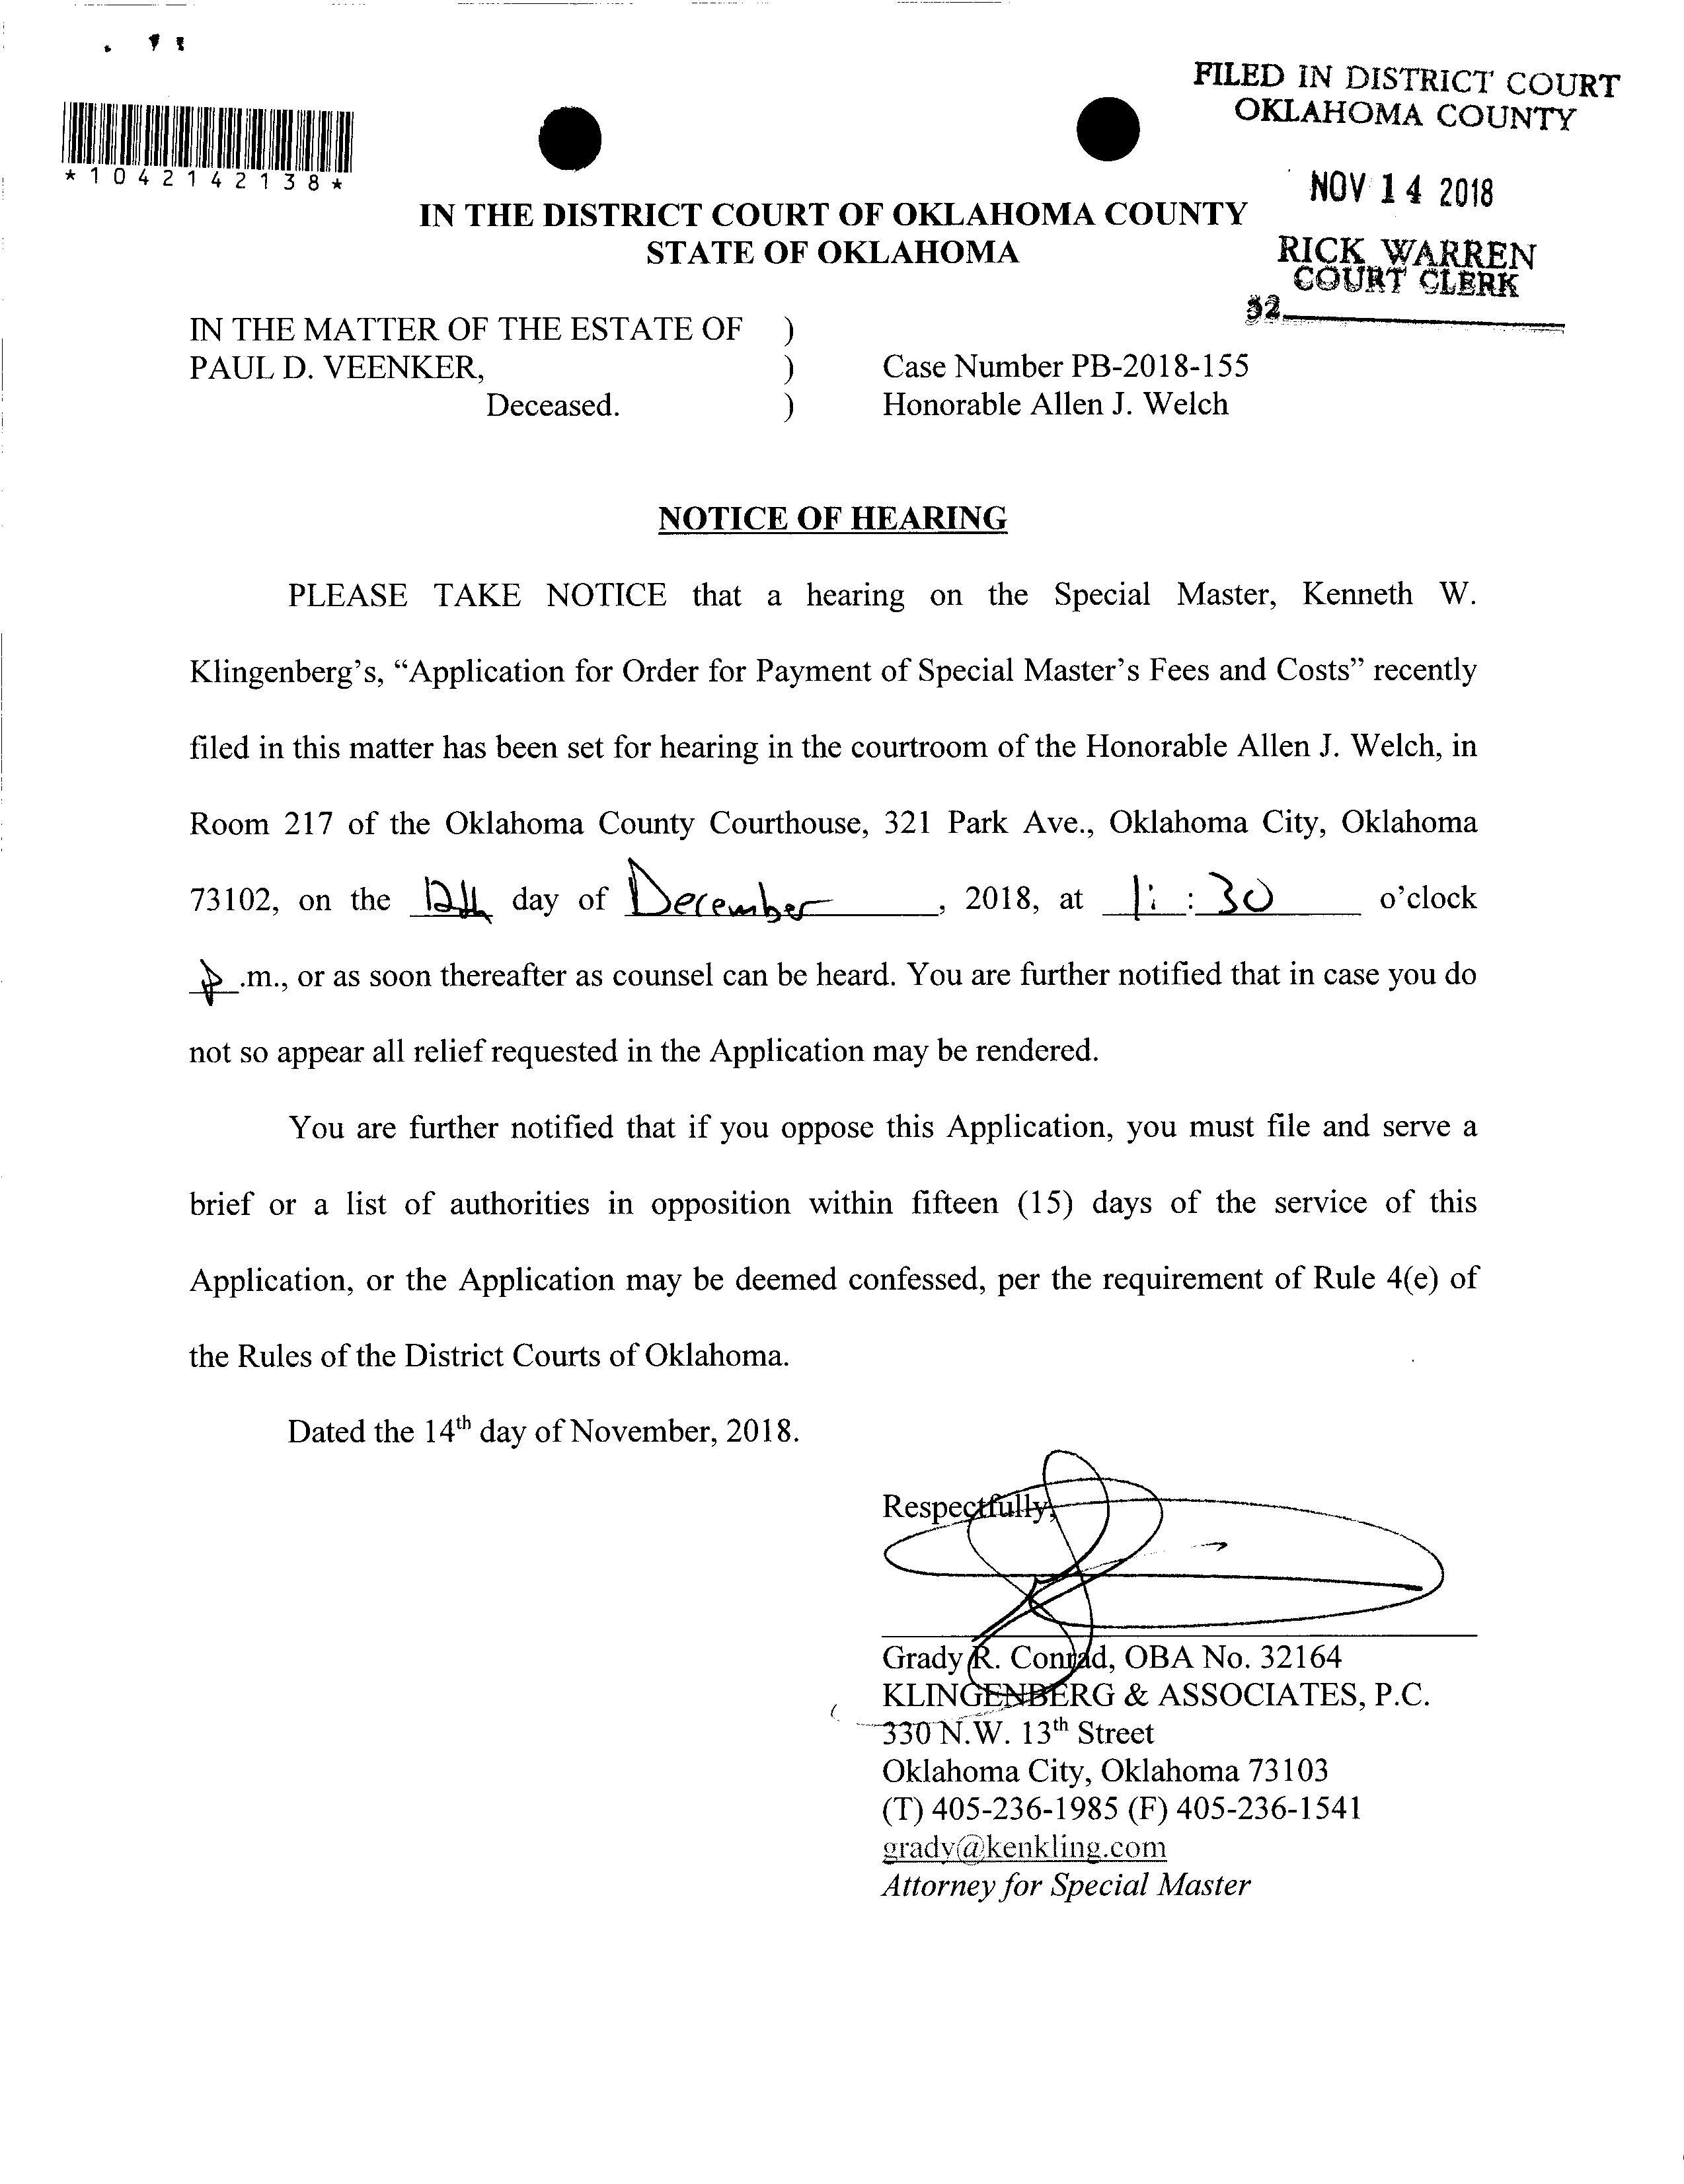 FILED IN DISTRICT COURT
OKLAHOMA COUNTY
*1042142138*
NOV 14 2018
IN THE DISTRICT COURT OF OKLAHOMA COUNTY
STATE OF OKLAHOMA
RICK WARREN
COURT CLERK
32
IN THE MATTER OF THE ESTATE OF )
PAUL D. VEENKER, ) Case Number PB-2018-155
Deceased. ) Honorable Allen J. Welch
NOTICE OF HEARING
PLEASE TAKE NOTICE that a hearing on the Special Master, Kenneth W.
Klingenberg's, “Application for Order for Payment of Special Master's Fees and Costs” recently
filed in this matter has been set for hearing in the courtroom of the Honorable Allen J. Welch, in
Room 217 of the Oklahoma County Courthouse, 321 Park Ave., Oklahoma City, Oklahoma
73102, on the 12th day of December, 2018, at 1: : 30 o'clock
p.m., or as soon thereafter as counsel can be heard. You are further notified that in case you do
not so appear all relief requested in the Application may be rendered.
You are further notified that if you oppose this Application, you must file and serve a
brief or a list of authorities in opposition within fifteen (15) days of the service of this
Application, or the Application may be deemed confessed, per the requirement of Rule 4(e) of
the Rules of the District Courts of Oklahoma.
Dated the 14th day of November, 2018.
Respectfully,
Grady R. Conrad, OBA No. 32164
KLINGENBERG & ASSOCIATES, P.C.
330 N.W. 13th Street
Oklahoma City, Oklahoma 73103
(T) 405-236-1985 (F) 405-236-1541
grady@kenkling.com
Attorney for Special Master